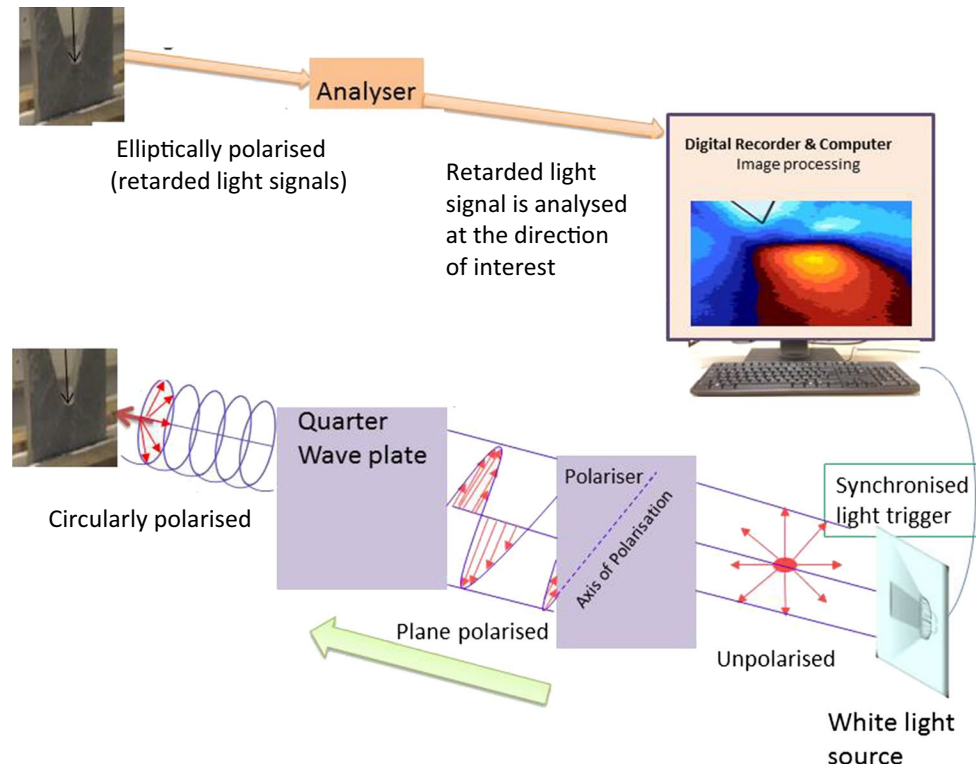 Analyser
Elliptically polarised
(retarded light signals)
Retarded light
signal is analysed
at the direction
of interest
Digital Recorder & Computer
Image processing
Quarter
Wave plate
Circularly polarised
Polariser
Axis of Polarisation
Plane polarised
Unpolarised
Synchronised
light trigger
White light
source